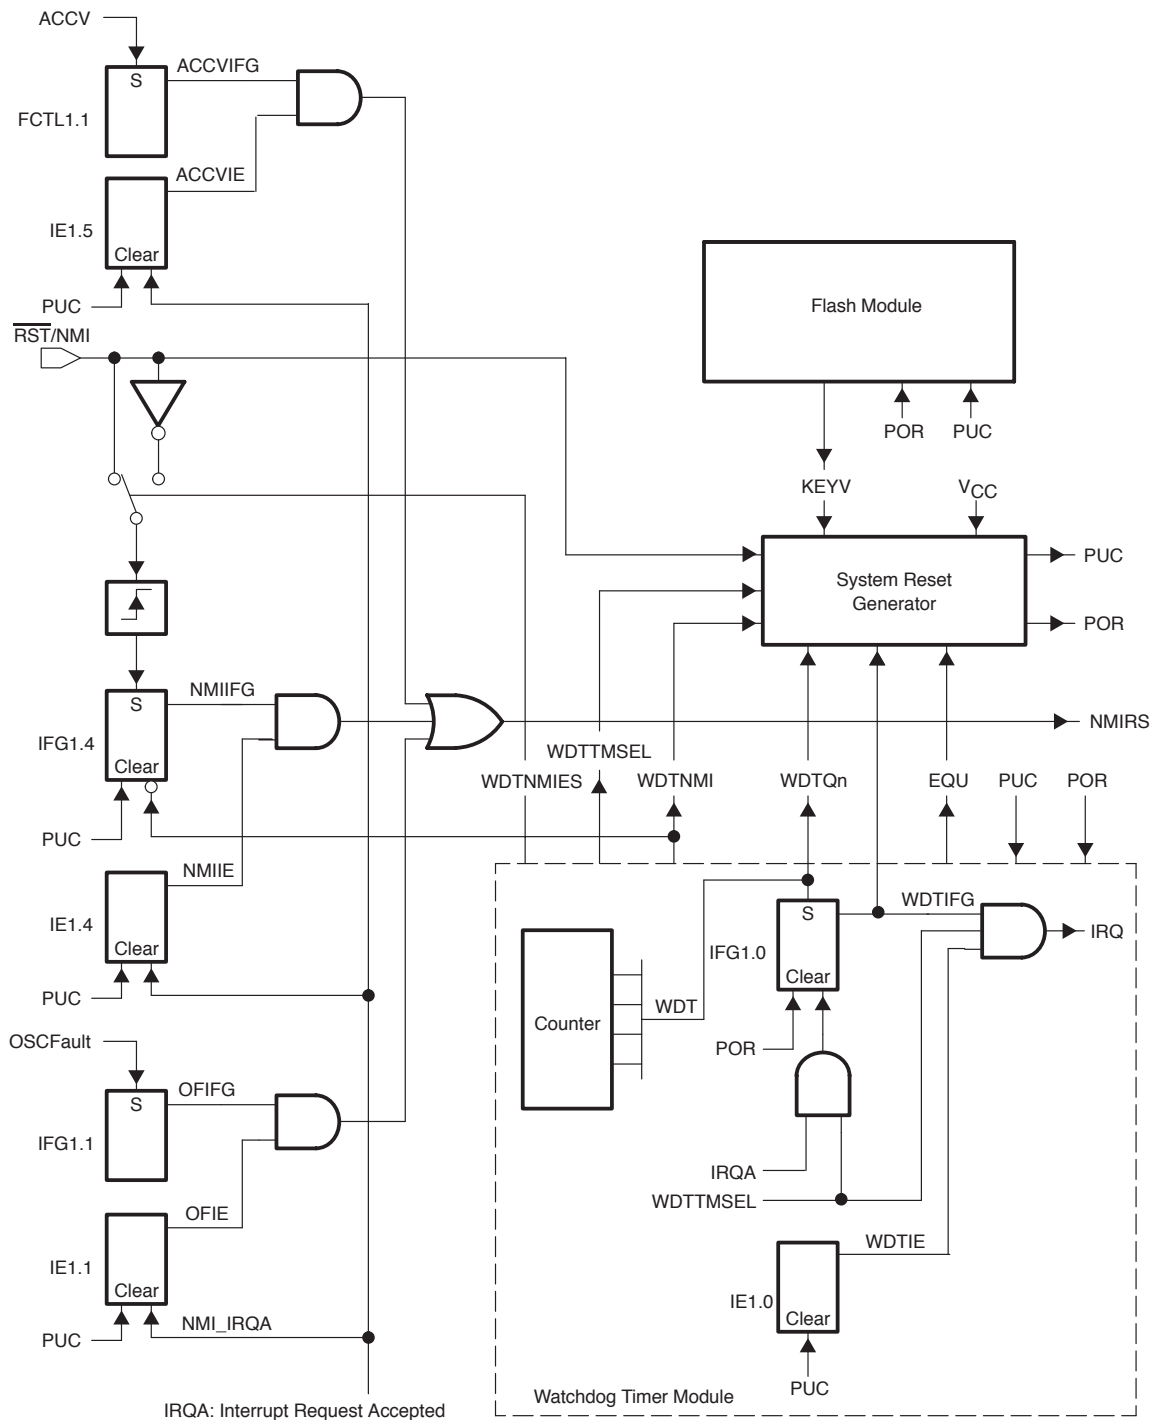 ACCV
S
ACCVIFG
FCTL1.1
ACCVIE
IE1.5
Clear
PUC
RST/NMI
Flash Module
POR
PUC
KEYV
VCC
System Reset
Generator
PUC
POR
S
NMIIFG
IFG1.4
Clear
PUC
NMIRS
WDTTMSEL
WDTNMIES
WDTNMI
WDTQn
EQU
PUC
POR
NMIIE
IE1.4
Clear
PUC
S
WDTIFG
IRQ
IFG1.0
Clear
WDT
Counter
POR
OSCFault
OFIFG
S
IFG1.1
IRQA
WDTTMSEL
OFIE
IE1.1
Clear
WDTIE
IE1.0
Clear
NMI_IRQA
PUC
PUC
Watchdog Timer Module
IRQA: Interrupt Request Accepted